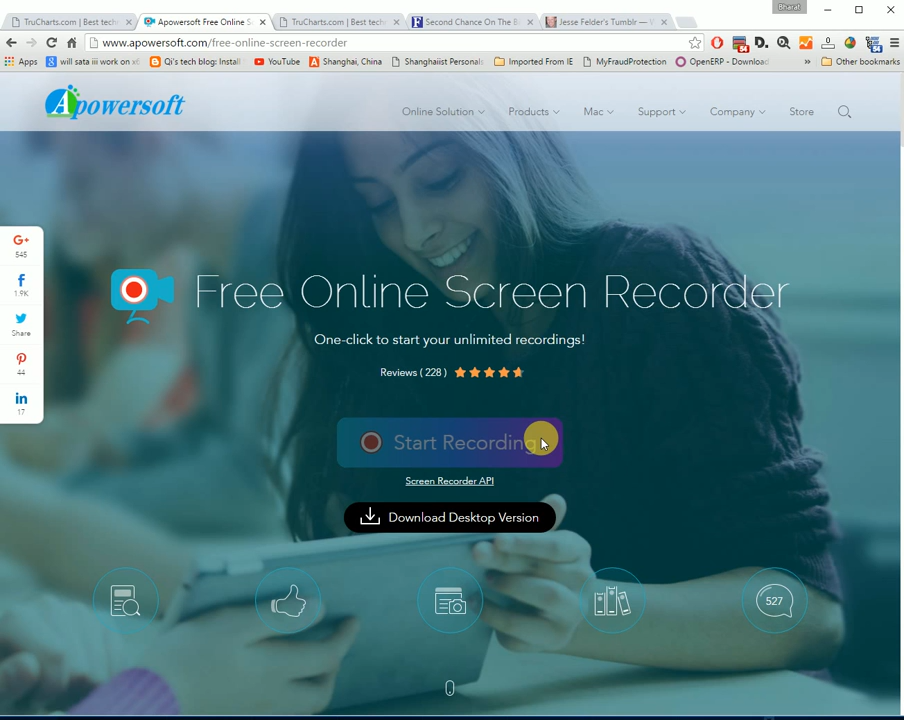 Bharat
TruCharts.com | Best tech
Apowersoft Free Online S
TruCharts.com | Best tech
Second Chance On The B
Jesse Felder's Tumblr —
www.apowersoft.com/free-online-screen-recorder
Apps
will sata iii work on x
Qi's tech blog: Install
YouTube
Shanghai, China
Shanghaiist Personals
Imported From IE
MyFraudProtection
OpenERP - Download
»
Other bookmarks
Apowersoft
Online Solution
Products
Mac
Support
Company
Store
G+
545
1.9K
Share
44
in
17
Free Online Screen Recorder
One-click to start your unlimited recordings!
Reviews ( 228 )
Start Recording
Screen Recorder API
Download Desktop Version
527